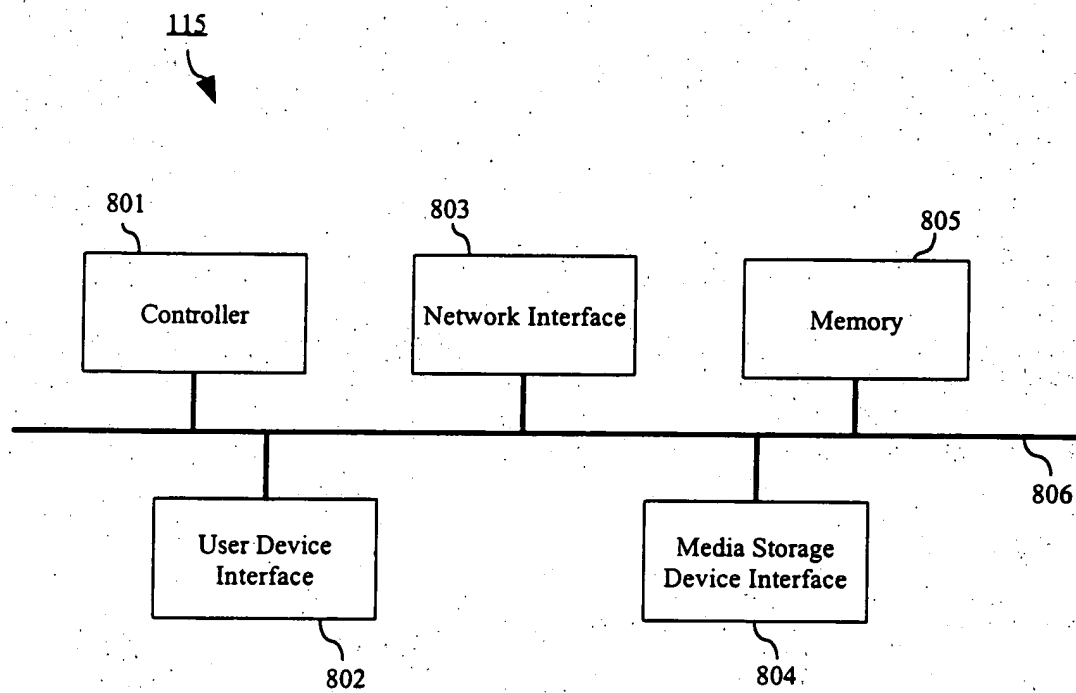 115
801
803
805
Controller
Network Interface
Memory
806
User Device
Interface
Media Storage
Device Interface
802
804